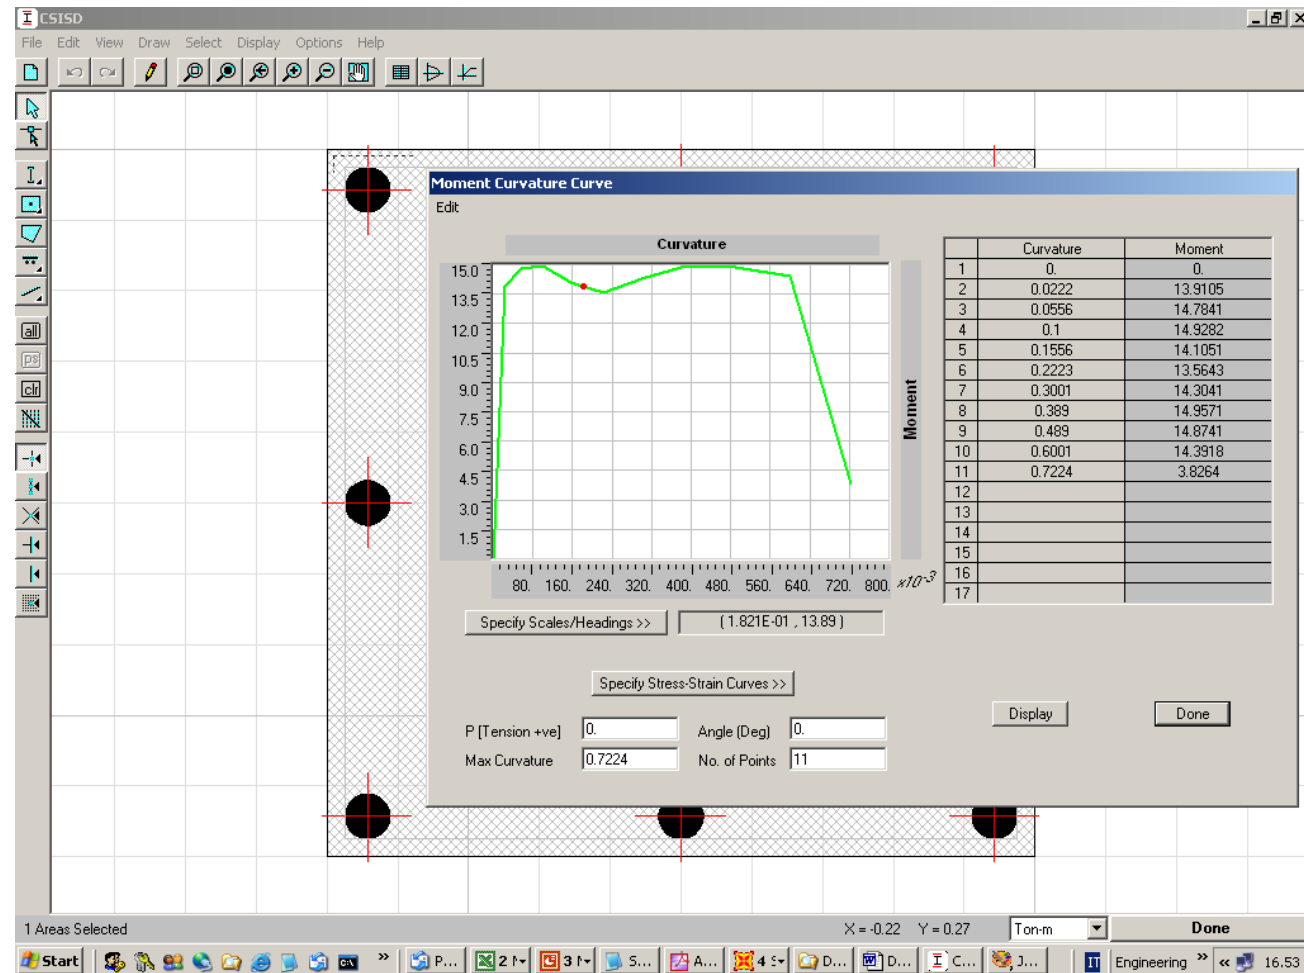 CSISD
File Edit View Draw Select Display Options Help
all
ps
clr
Moment Curvature Curve
Edit
Curvature
Moment
15.0
13.5
12.0
10.5
9.0
7.5
6.0
4.5
3.0
1.5
80. 160. 240. 320. 400. 480. 560. 640. 720. 800. x10-3
Curvature Moment
1 0. 0.
2 0.0222 13.9105
3 0.0556 14.7841
4 0.1 14.9282
5 0.1556 14.1051
6 0.2223 13.5643
7 0.3001 14.3041
8 0.389 14.9571
9 0.489 14.8741
10 0.6001 14.3918
11 0.7224 3.8264
12
13
14
15
16
17
Specify Scales/Headings >> ( 1.821E-01 , 13.89 )
Specify Stress-Strain Curves >>
P [Tension +ve] 0. Angle (Deg) 0.
Max Curvature 0.7224 No. of Points 11
Display Done
1 Areas Selected X = -0.22 Y = 0.27 Ton-m Done
Start » P... 2 3 S... A... 4 D... D... C... J... IT Engineering » « 16.53